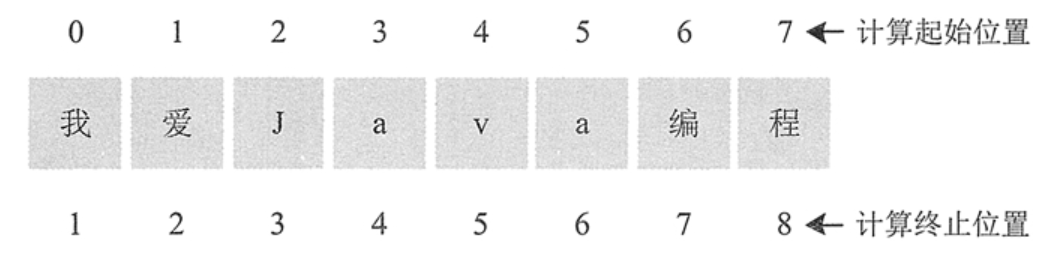 0 1 2 3 4 5 6 7 计算起始位置
我 爱 J a v a 编 程
1 2 3 4 5 6 7 8 计算终止位置